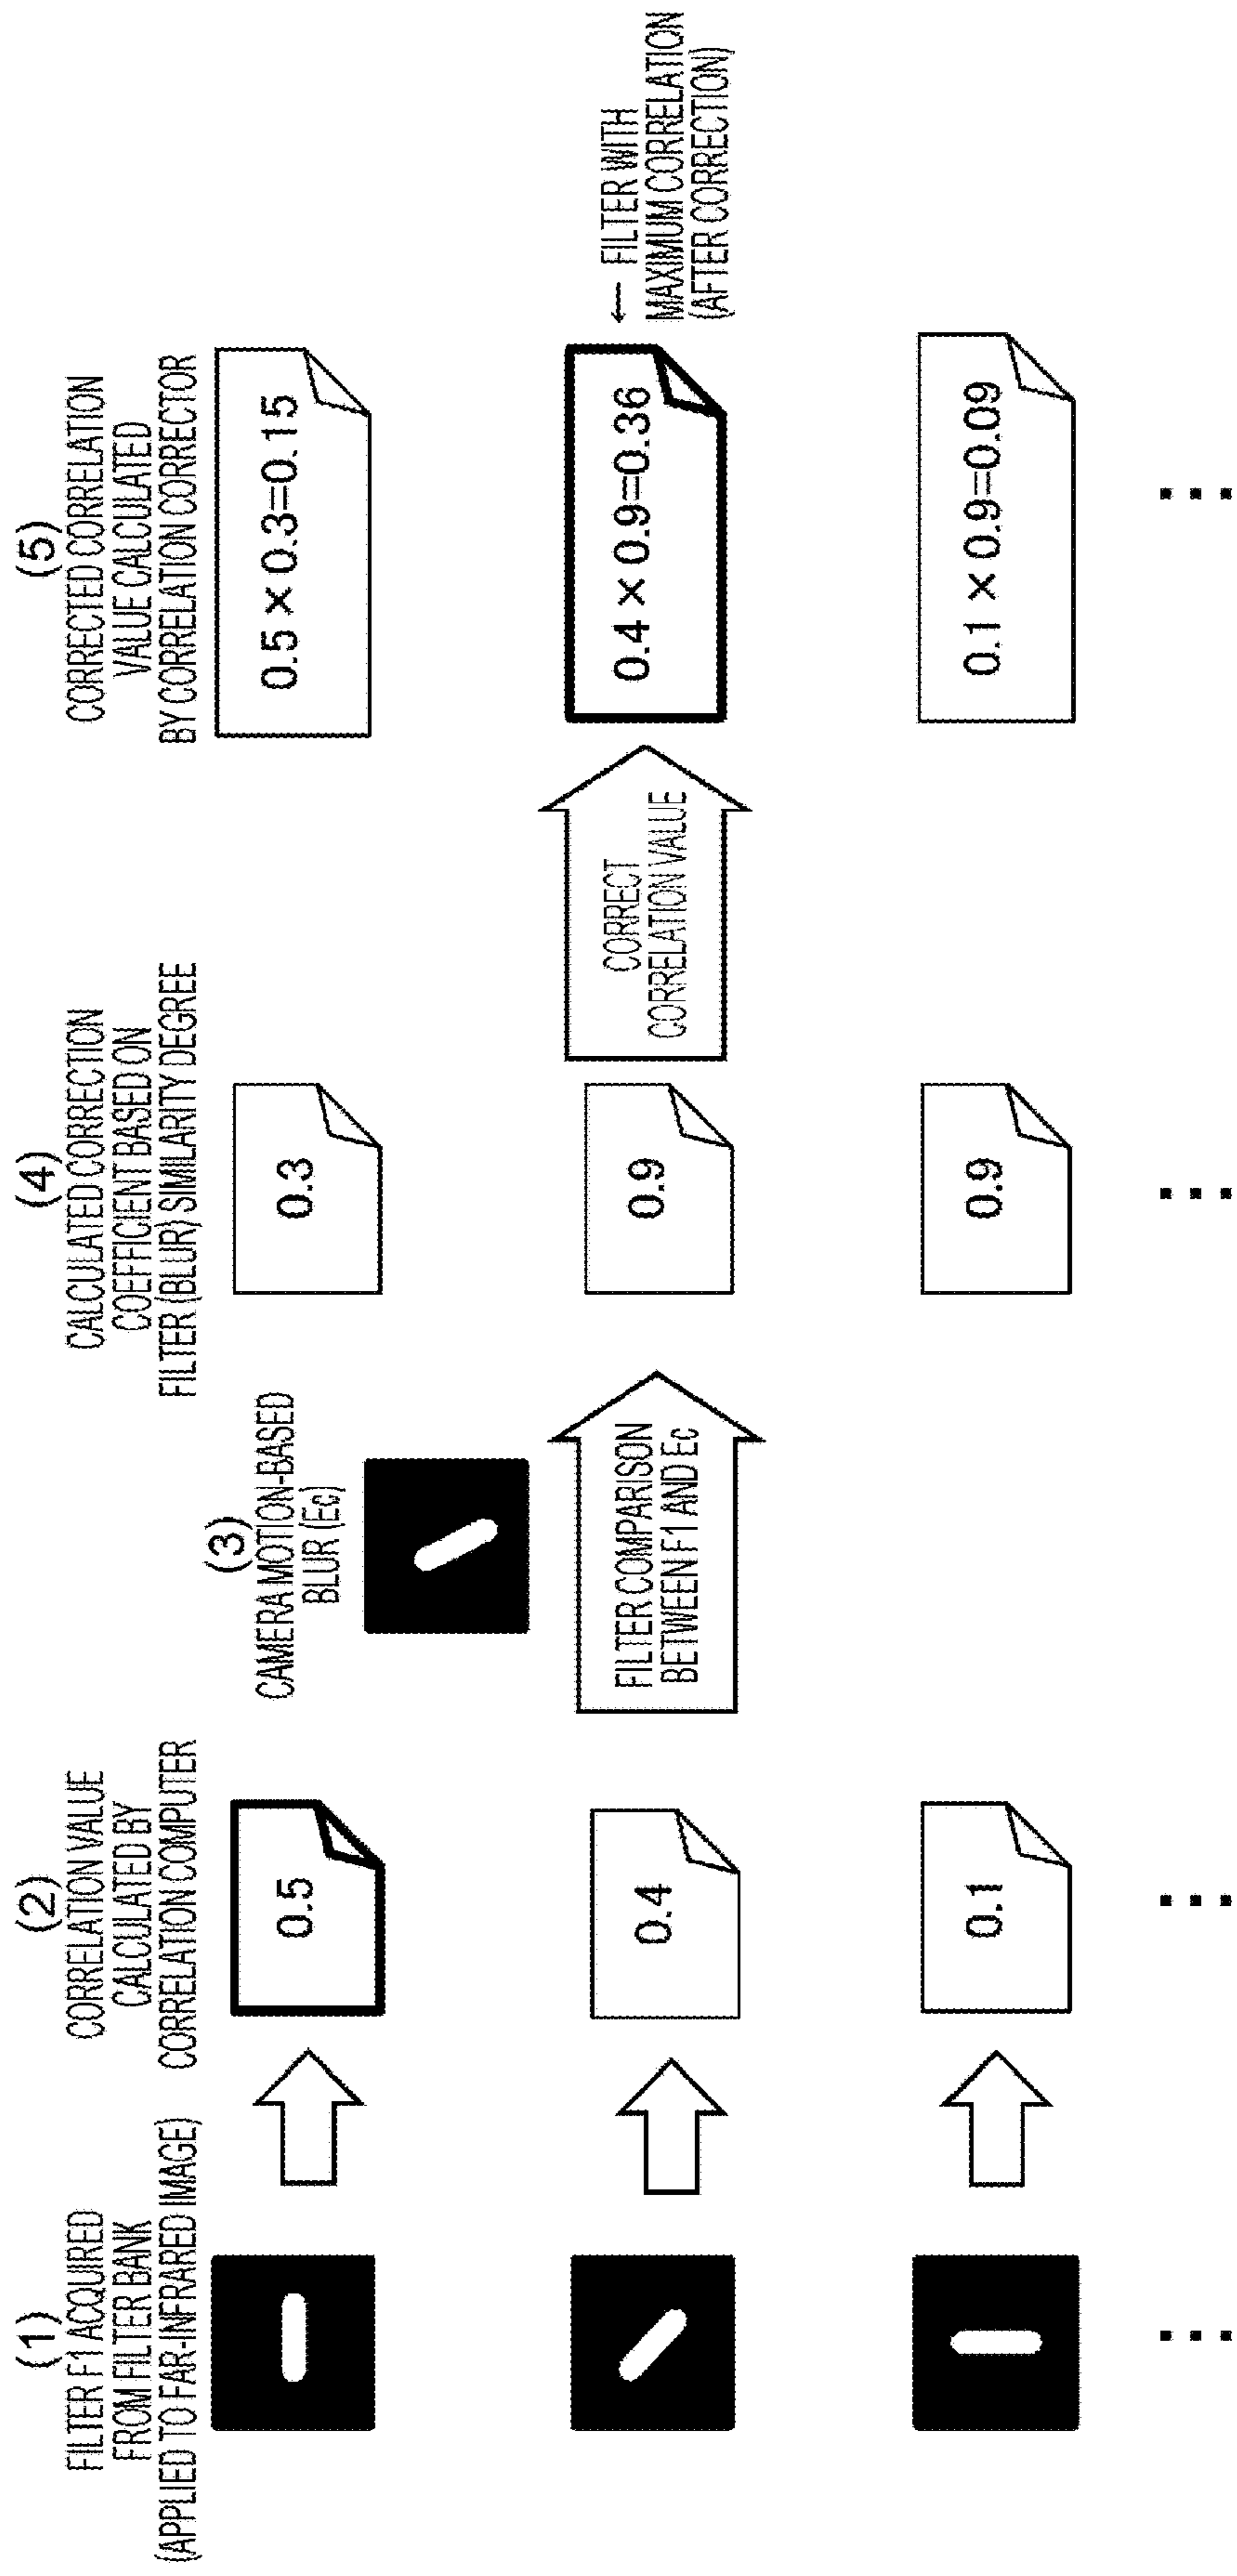 (1)
FILTER F1 ACQUIRED
FROM FILTER BANK
(APPLIED TO FAR-INFRARED IMAGE)
(2)
CORRELATION VALUE
CALCULATED BY
CORRELATION COMPUTER
(3)
CAMERA MOTION-BASED
BLUR (Ec)
(4)
CALCULATED CORRECTION
COEFFICIENT BASED ON
FILTER (BLUR) SIMILARITY DEGREE
(5)
CORRECTED CORRELATION
VALUE CALCULATED
BY CORRELATION CORRECTOR
0.5
0.3
0.5 × 0.3=0.15
0.4
FILTER COMPARISON
BETWEEN F1 AND Ec
0.9
CORRECT
CORRELATION VALUE
0.4 × 0.9=0.36
← FILTER WITH
MAXIMUM CORRELATION
(AFTER CORRECTION)
0.1
0.9
0.1 × 0.9=0.09